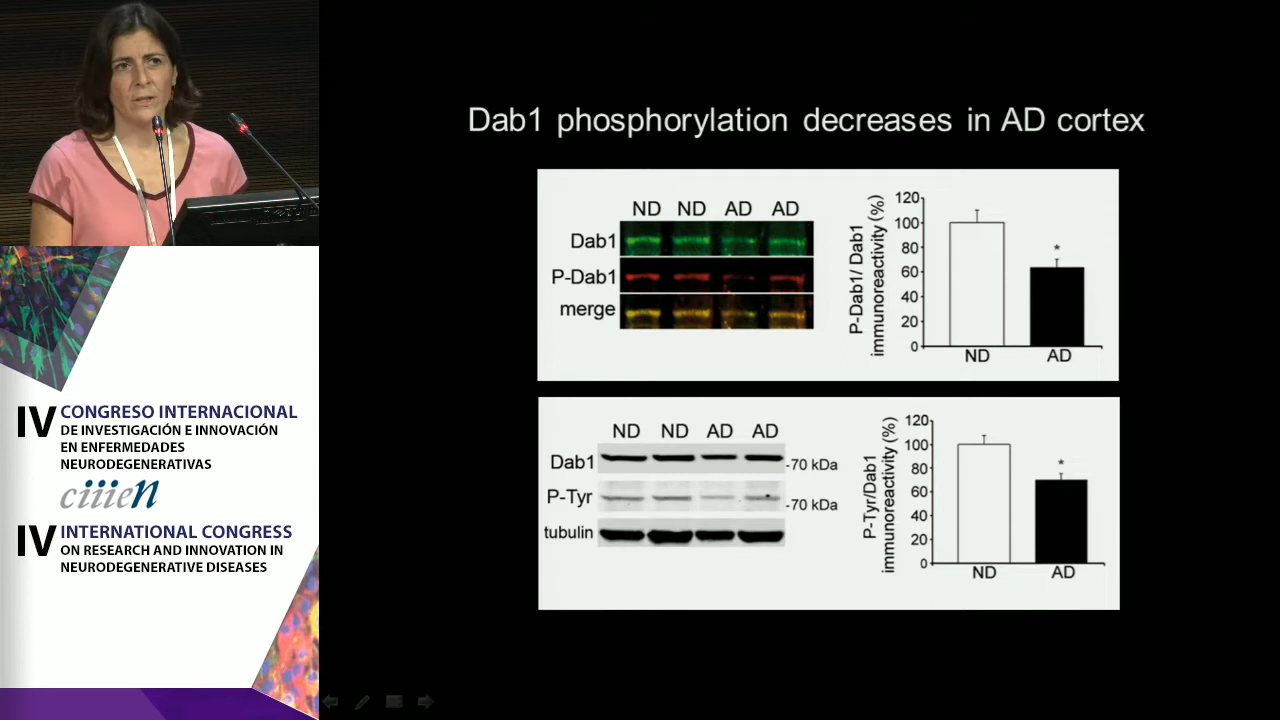 Dab1 phosphorylation decreases in AD cortex
ND ND AD AD
Dab1
P-Dab1
merge
P-Dab1/ Dab1
immunoreactivity (%)
120
100
80
60
40
20
0
*
ND AD
ND ND AD AD
Dab1
-70 kDa
P-Tyr
-70 kDa
tubulin
P-Tyr/Dab1
immunoreactivity (%)
120
100
80
60
40
20
0
*
ND AD
IV CONGRESO INTERNACIONAL
DE INVESTIGACIÓN E INNOVACIÓN
EN ENFERMEDADES
NEURODEGENERATIVAS
ciiien
IV INTERNATIONAL CONGRESS
ON RESEARCH AND INNOVATION IN
NEURODEGENERATIVE DISEASES